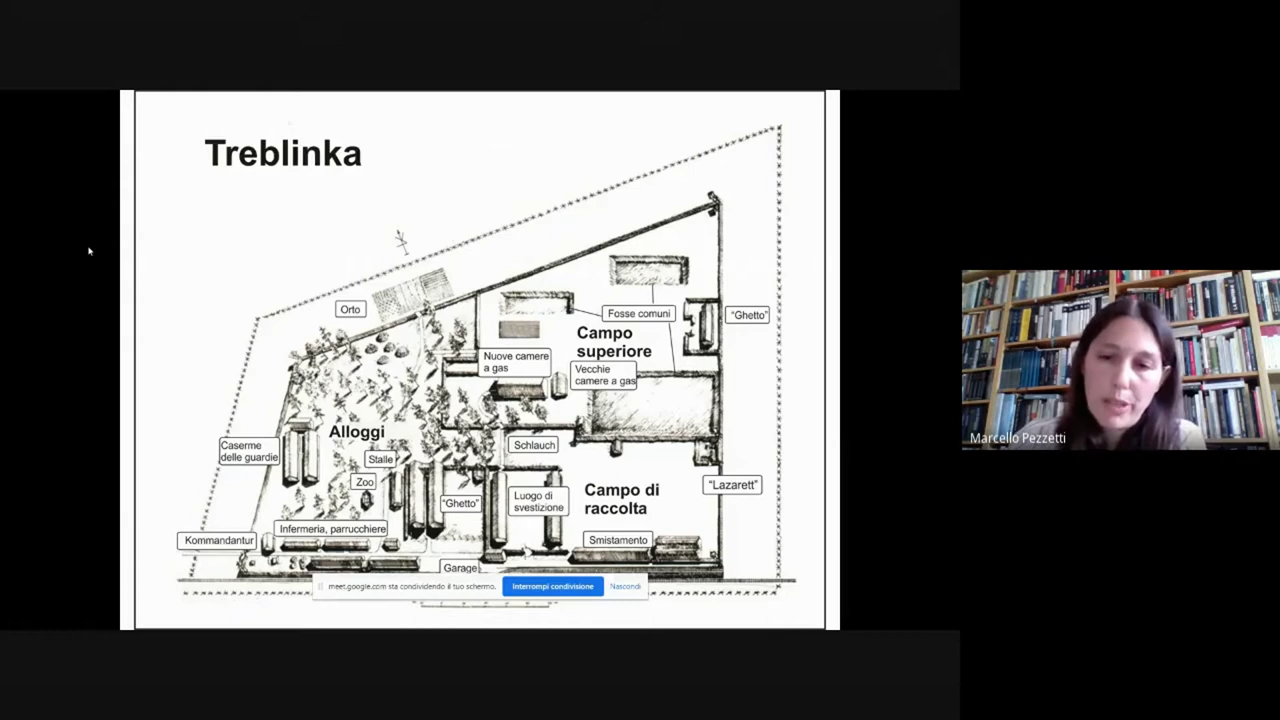 Treblinka
Orto
Fosse comuni
"Ghetto"
Campo
superiore
Nuove camere
a gas
Vecchie
camere a gas
Alloggi
Caserme
delle guardie
Schlauch
Stalle
Zoo
"Ghetto"
Luogo di
svestizione
Campo di
raccolta
"Lazarett"
Infermeria, parrucchiere
Kommandantur
Smistamento
Garage
meet.google.com sta condividendo il tuo schermo.
Interrompi condivisione
Nascondi
Marcello Pezzetti